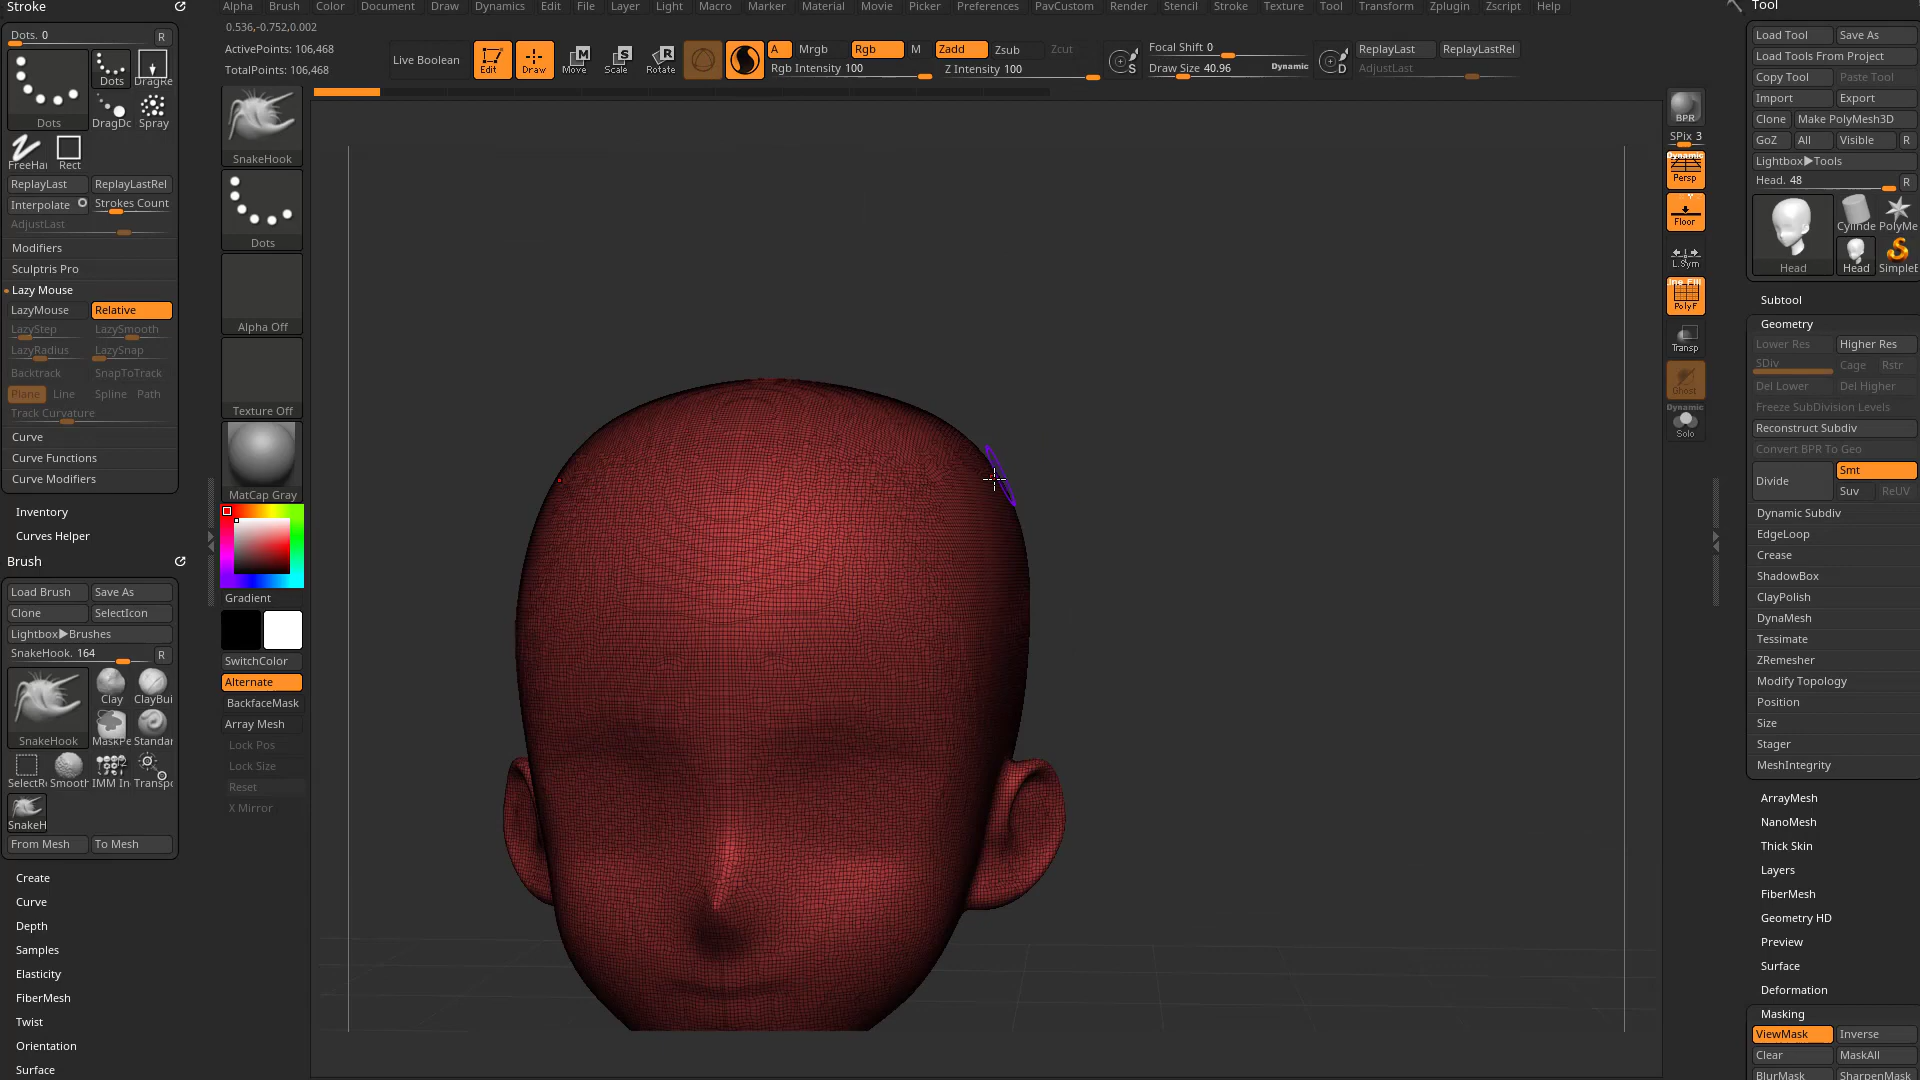 Stroke
Alpha Brush Color Document Draw Dynamics Edit File Layer Light Macro Marker Material Movie Picker Preferences PavCustom Render Stencil Stroke Texture Tool Transform Zplugin Zscript Help
Tool
0.536,-0.752,0.002
Dots. 0 R
ActivePoints: 106,468
TotalPoints: 106,468
Live Boolean
Edit Draw Move Scale Rotate
A Mrgb Rgb M Zadd Zsub Zcut
Rgb Intensity 100 Z Intensity 100
S
Focal Shift 0
Draw Size 40.96 Dynamic
D
ReplayLast ReplayLastRel
AdjustLast
Dots
Dots DragRe
DragDo Spray
FreeHa Rect
ReplayLast ReplayLastRel
Interpolate Strokes Count
AdjustLast
Modifiers
Sculptris Pro
Lazy Mouse
LazyMouse Relative
LazyStep LazySmooth
LazyRadius LazySnap
Backtrack SnapToTrack
Plane Line Spline Path
Track Curvature
Curve
Curve Functions
Curve Modifiers
Inventory
Curves Helper
Brush
Load Brush Save As
Clone SelectIcon
Lightbox▶Brushes
SnakeHook. 164 R
SnakeHook
Clay ClayBui
MaskPe Standar
SelectRe Smooth IMM In Transpo
12
SnakeH
From Mesh To Mesh
Create
Curve
Depth
Samples
Elasticity
FiberMesh
Twist
Orientation
Surface
SnakeHook
Dots
Alpha Off
Texture Off
MatCap Gray
Gradient
SwitchColor
Alternate
BackfaceMask
Array Mesh
Lock Pos
Lock Size
Reset
X Mirror
BPR
SPix 3
Dynamic
Persp
Floor
L.Sym
Line Fill
PolyF
Transp
Ghost
Dynamic
Solo
Load Tool Save As
Load Tools From Project
Copy Tool Paste Tool
Import Export
Clone Make PolyMesh3D
GoZ All Visible R
Lightbox▶Tools
Head. 48 R
Head
Cylinde PolyMe
Head SimpleB
Subtool
Geometry
Lower Res Higher Res
SDiv Cage Rstr
Del Lower Del Higher
Freeze SubDivision Levels
Reconstruct Subdiv
Convert BPR To Geo
Divide
Smt
Suv ReUV
Dynamic Subdiv
EdgeLoop
Crease
ShadowBox
ClayPolish
DynaMesh
Tessimate
ZRemesher
Modify Topology
Position
Size
Stager
MeshIntegrity
ArrayMesh
NanoMesh
Thick Skin
Layers
FiberMesh
Geometry HD
Preview
Surface
Deformation
Masking
ViewMask Inverse
Clear MaskAll
BlurMask SharpenMask